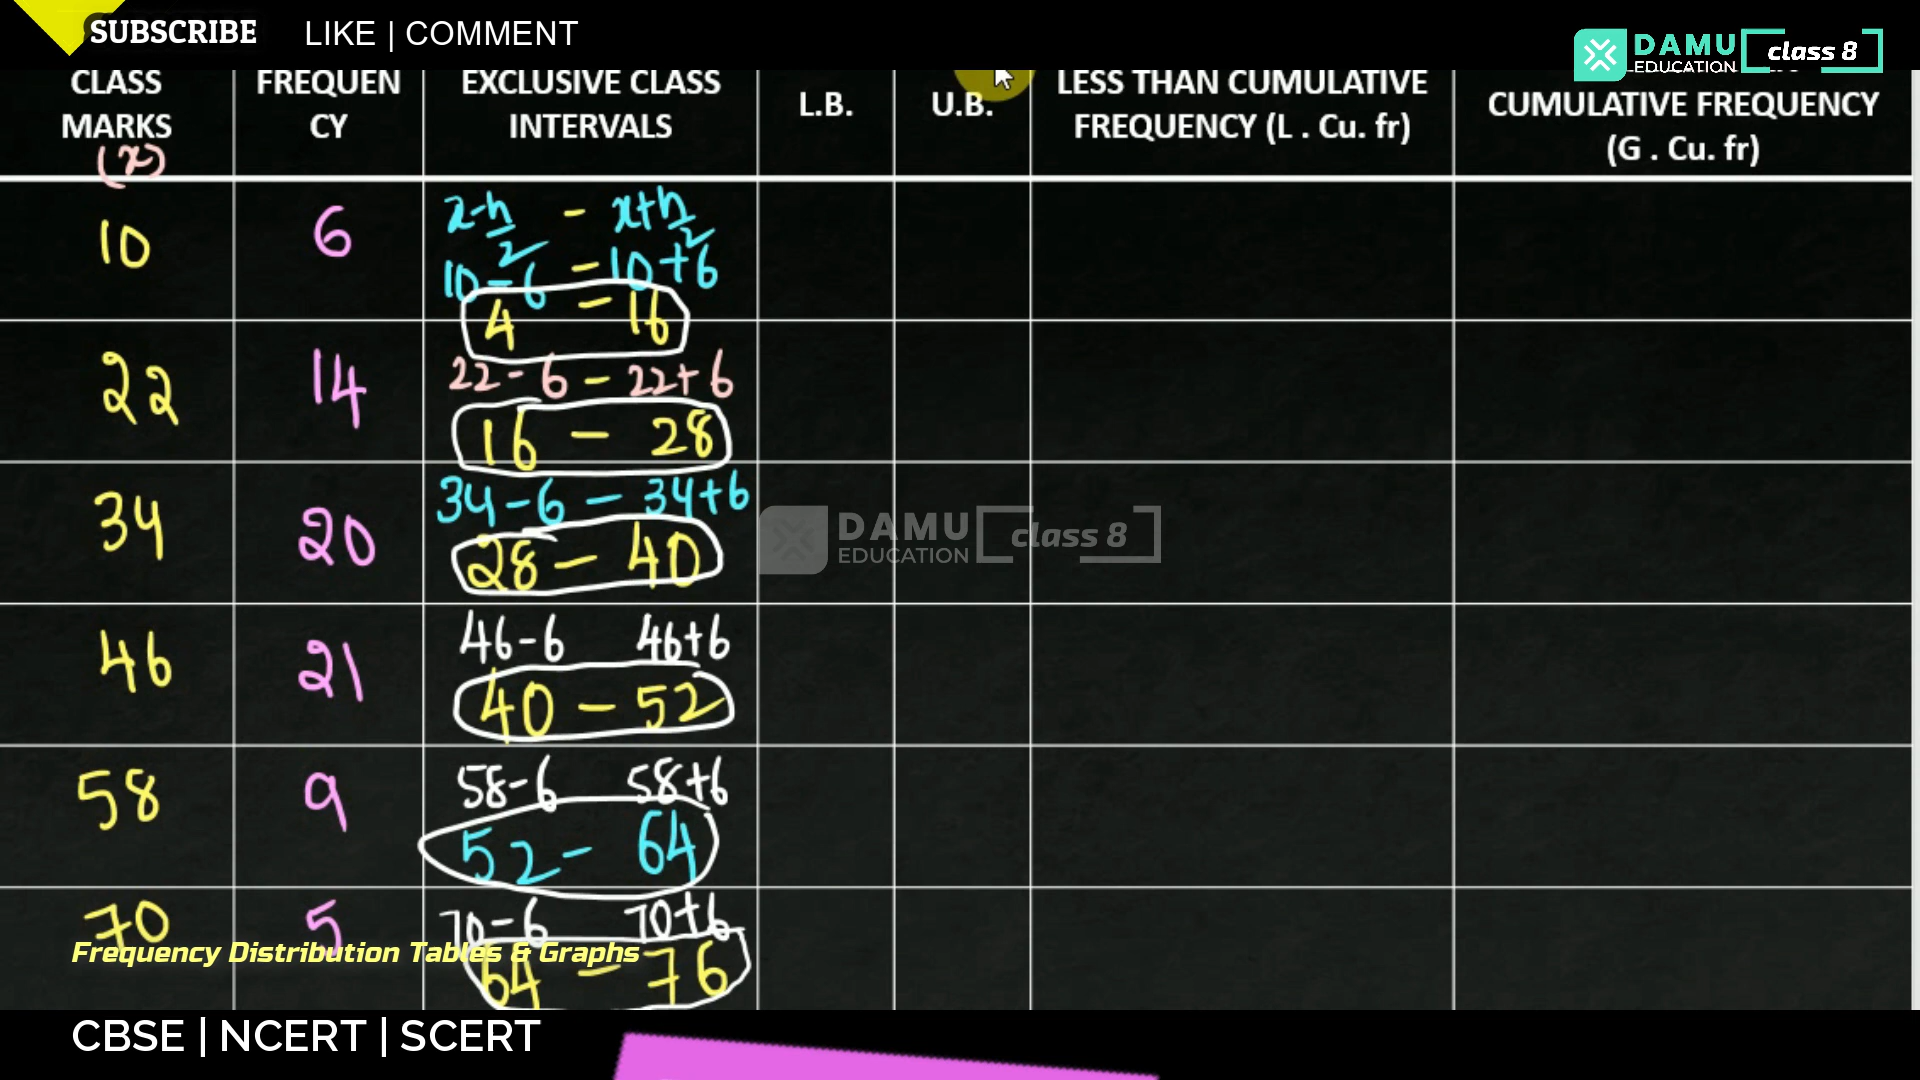 SUBSCRIBE LIKE | COMMENT
DAMU EDUCATION class 8
CLASS MARKS (x) FREQUEN CY EXCLUSIVE CLASS INTERVALS L.B. U.B. LESS THAN CUMULATIVE FREQUENCY (L . Cu. fr) CUMULATIVE FREQUENCY (G . Cu. fr)
10 6 x-h/2 - x+h/2
10-6 - 10+6
4 - 16
22 14 22-6 - 22+6
16 - 28
34 20 34-6 - 34+6
28 - 40
DAMU EDUCATION class 8
46 21 46-6 46+6
40 - 52
58 9 58-6 58+6
52 - 64
70 5 70-6 70+6
64 - 76
Frequency Distribution Tables & Graphs
CBSE | NCERT | SCERT